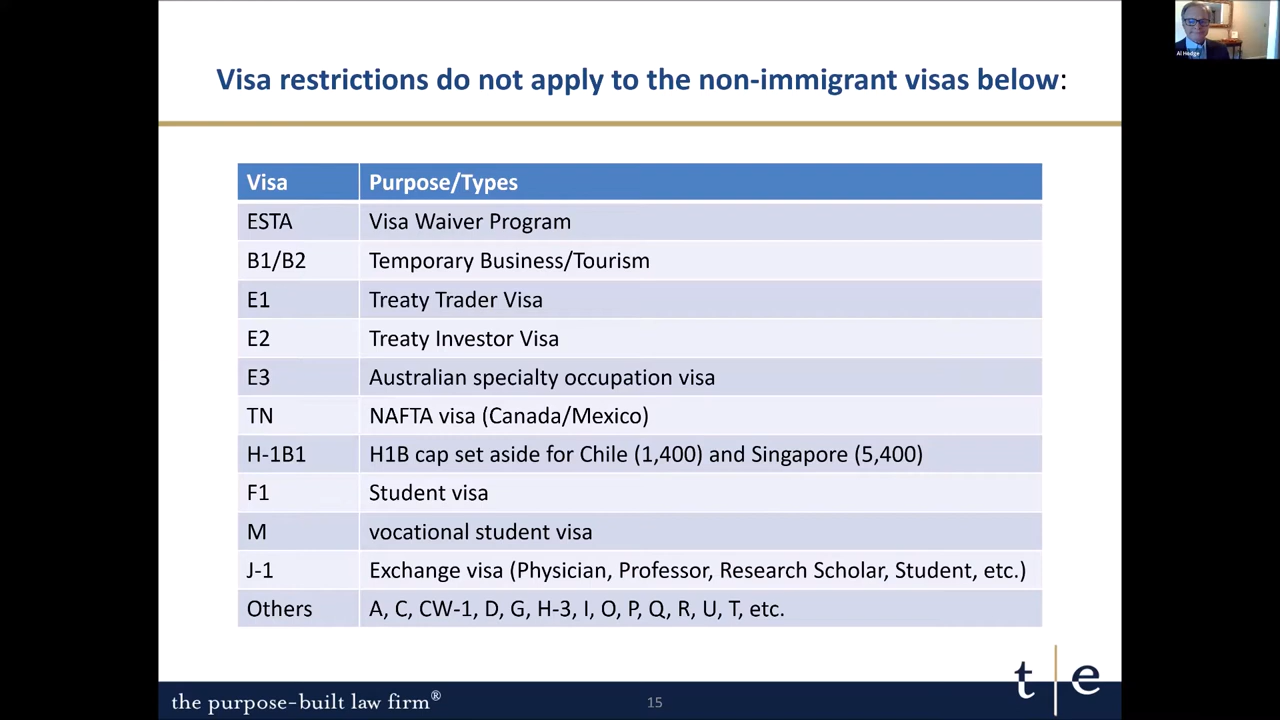 Visa restrictions do not apply to the non-immigrant visas below:
Visa Purpose/Types
ESTA Visa Waiver Program
B1/B2 Temporary Business/Tourism
E1 Treaty Trader Visa
E2 Treaty Investor Visa
E3 Australian specialty occupation visa
TN NAFTA visa (Canada/Mexico)
H-1B1 H1B cap set aside for Chile (1,400) and Singapore (5,400)
F1 Student visa
M vocational student visa
J-1 Exchange visa (Physician, Professor, Research Scholar, Student, etc.)
Others A, C, CW-1, D, G, H-3, I, O, P, Q, R, U, T, etc.
the purpose-built law firm®
15
t e
Al Hodge